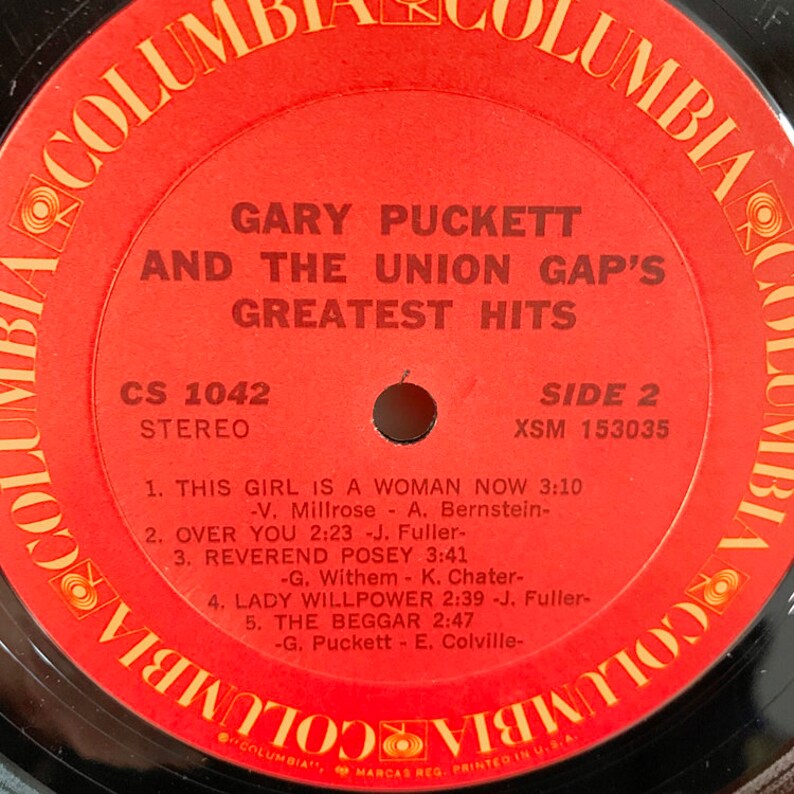 COLUMBIA COLUMBIA COLUMBIA COLUMBIA COLUMBIA COLUMBIA COLUMBIA
GARY PUCKETT
AND THE UNION GAP'S
GREATEST HITS
CS 1042
STEREO
SIDE 2
XSM 153035
1. THIS GIRL IS A WOMAN NOW 3:10
-V. Millrose - A. Bernstein-
2. OVER YOU 2:23 -J. Fuller-
3. REVEREND POSEY 3:41
-G. Withem - K. Chater-
4. LADY WILLPOWER 2:39 -J. Fuller-
5. THE BEGGAR 2:47
-G. Puckett - E. Colville-
®"COLUMBIA", MARCAS REG. PRINTED IN U.S.A.